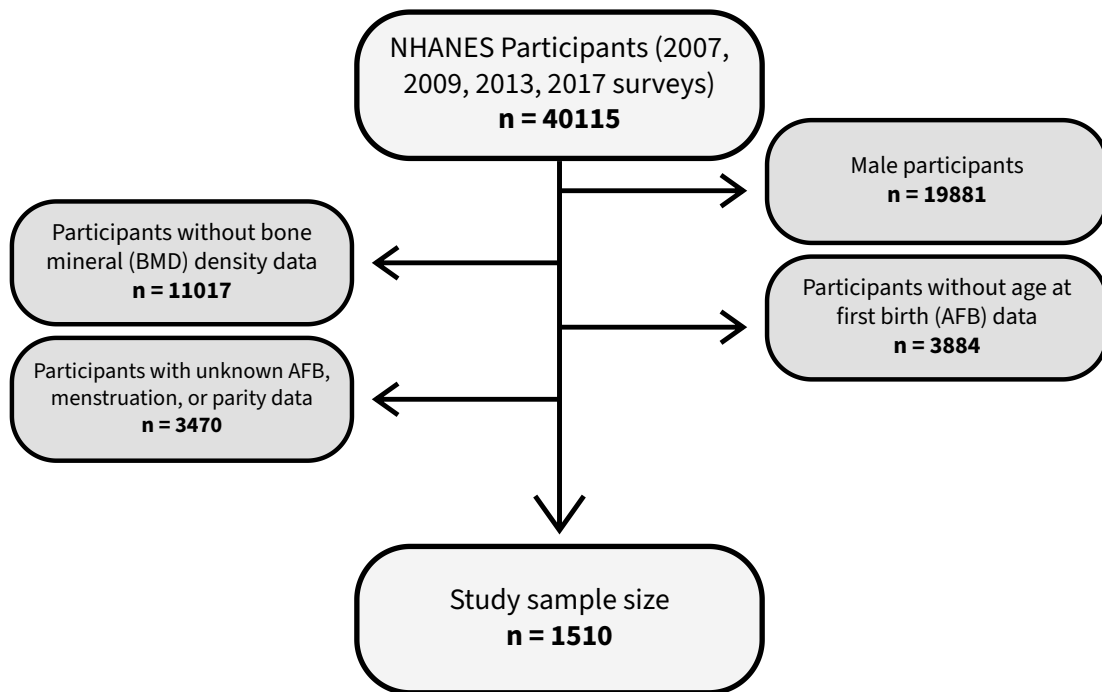 NHANES Participants (2007,
2009, 2013, 2017 surveys)
n = 40115
Male participants
n = 19881
Participants without bone
mineral (BMD) density data
n = 11017
Participants without age at
first birth (AFB) data
n = 3884
Participants with unknown AFB,
menstruation, or parity data
n = 3470
Study sample size
n = 1510